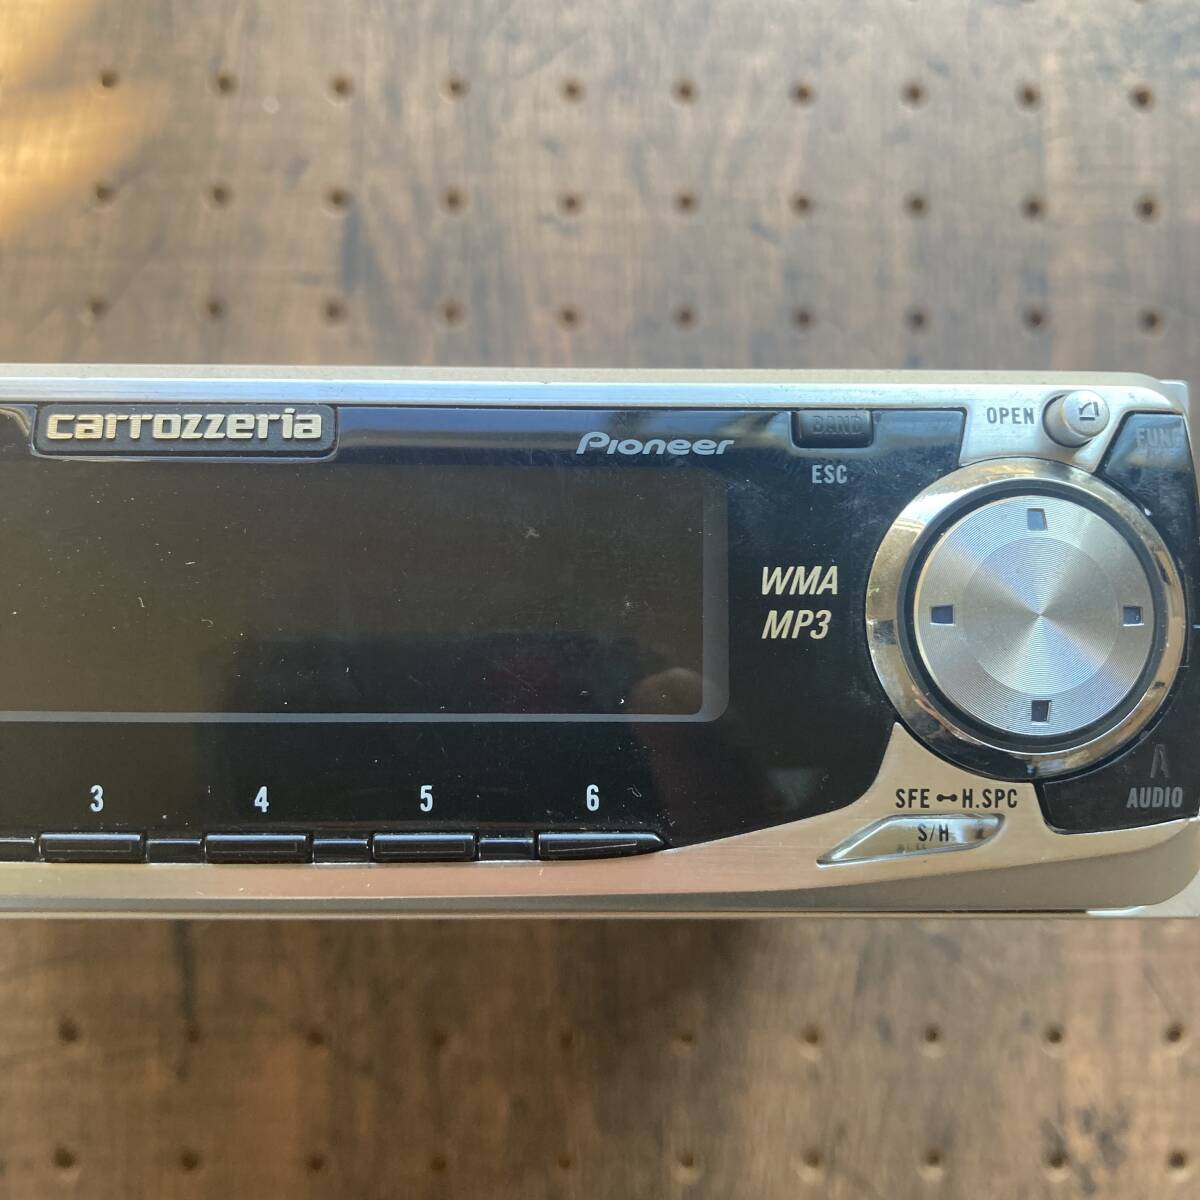 carrozzeria
Pioneer
BAND
ESC
OPEN
FUNC
WMA
MP3
3
4
5
6
SFE H.SPC
S/H
A
AUDIO